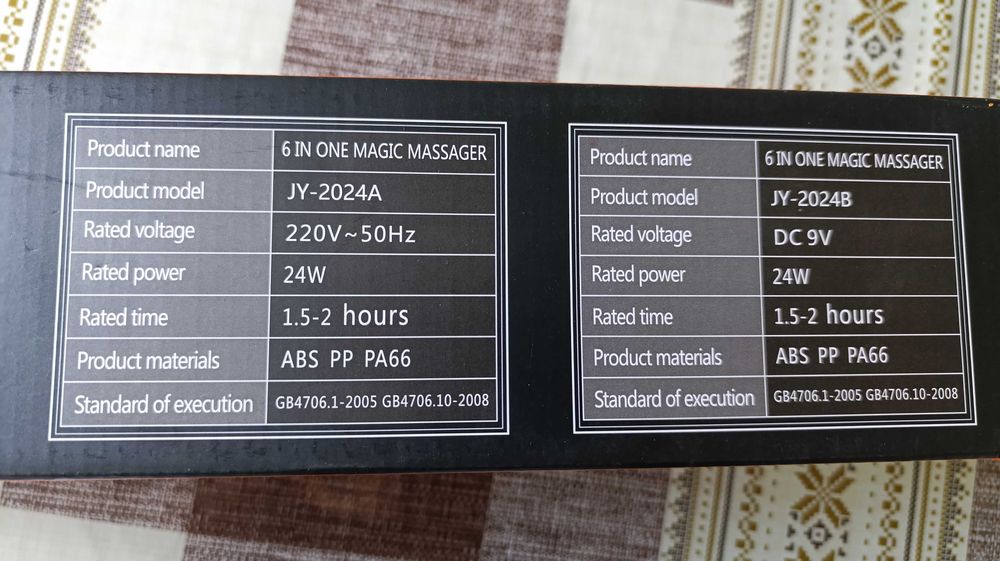 Product name 6 IN ONE MAGIC MASSAGER
Product model JY-2024A
Rated voltage 220V~50Hz
Rated power 24W
Rated time 1.5-2 hours
Product materials ABS PP PA66
Standard of execution GB4706.1-2005 GB4706.10-2008
Product name 6 IN ONE MAGIC MASSAGER
Product model JY-2024B
Rated voltage DC 9V
Rated power 24W
Rated time 1.5-2 hours
Product materials ABS PP PA66
Standard of execution GB4706.1-2005 GB4706.10-2008